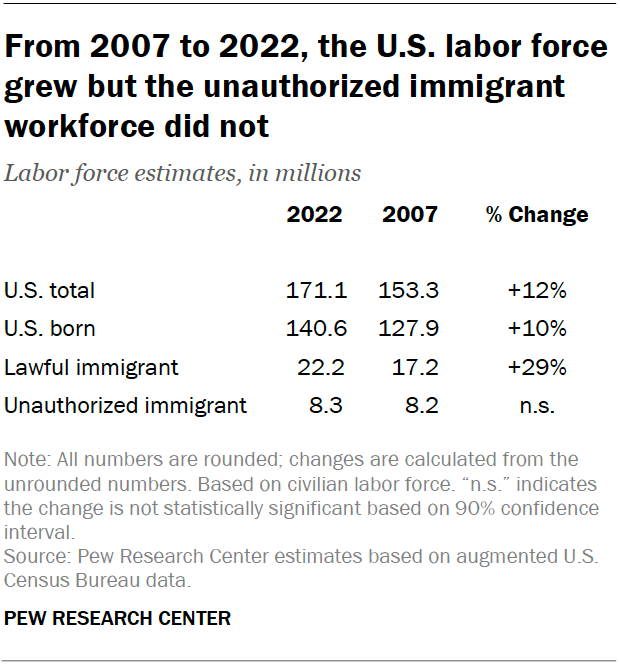 From 2007 to 2022, the U.S. labor force
grew but the unauthorized immigrant
workforce did not
Labor force estimates, in millions
2022 2007 % Change
U.S. total 171.1 153.3 +12%
U.S. born 140.6 127.9 +10%
Lawful immigrant 22.2 17.2 +29%
Unauthorized immigrant 8.3 8.2 n.s.
Note: All numbers are rounded; changes are calculated from the
unrounded numbers. Based on civilian labor force. “n.s.” indicates
the change is not statistically significant based on 90% confidence
interval.
Source: Pew Research Center estimates based on augmented U.S.
Census Bureau data.
PEW RESEARCH CENTER